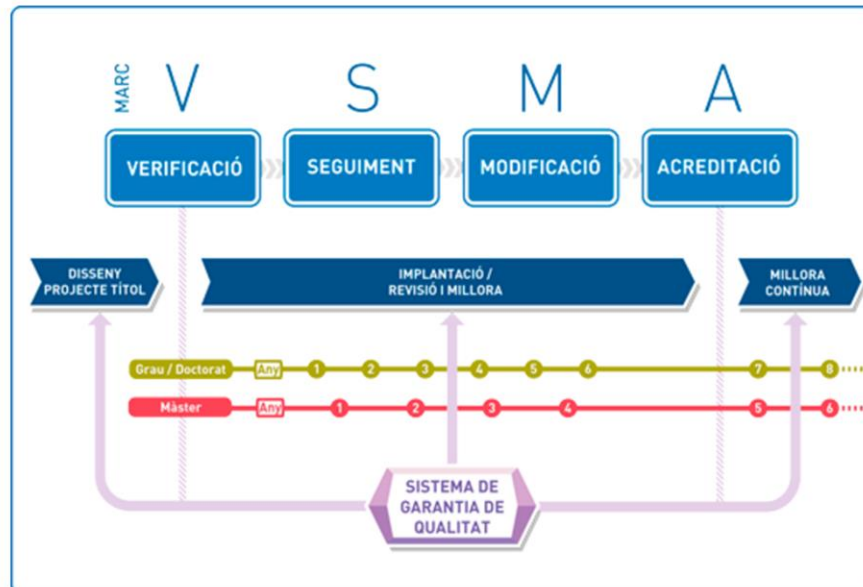 MARC
V
S
M
A
VERIFICACIÓ
SEGUIMENT
MODIFICACIÓ
ACREDITACIÓ
DISSENY
PROJECTE TÍTOL
IMPLANTACIÓ /
REVISIÓ I MILLORA
MILLORA
CONTÍNUA
Grau / Doctorat Any 1 2 3 4 5 6 7 8
Màster Any 1 2 3 4 5 6
SISTEMA DE
GARANTIA DE
QUALITAT